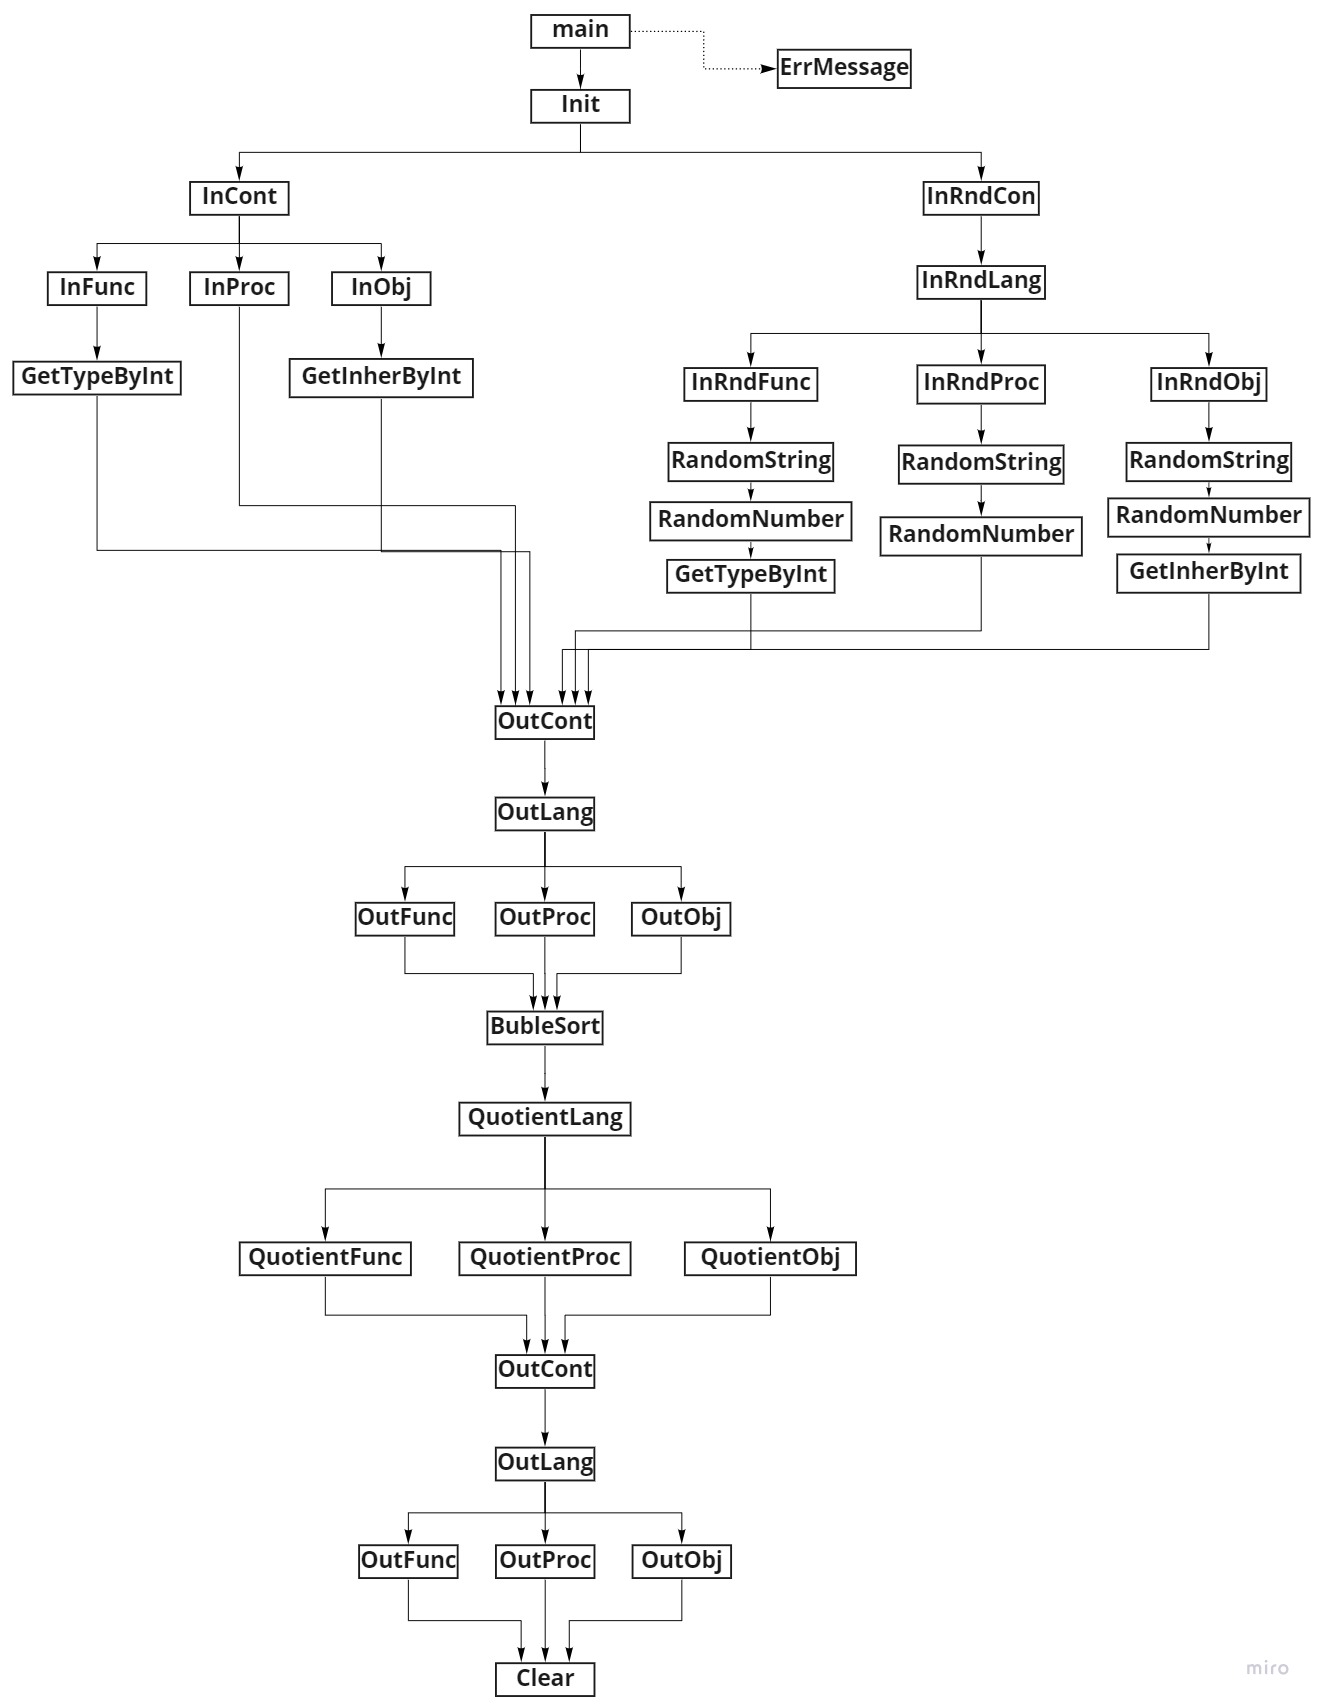 main
ErrMessage
Init
InCont
InRndCon
InFunc
InProc
InObj
InRndLang
GetTypeByInt
GetInherByInt
InRndFunc
InRndProc
InRndObj
RandomString
RandomString
RandomString
RandomNumber
RandomNumber
RandomNumber
GetTypeByInt
GetInherByInt
OutCont
OutLang
OutFunc
OutProc
OutObj
BubleSort
QuotientLang
QuotientFunc
QuotientProc
QuotientObj
OutCont
OutLang
OutFunc
OutProc
OutObj
Clear
miro